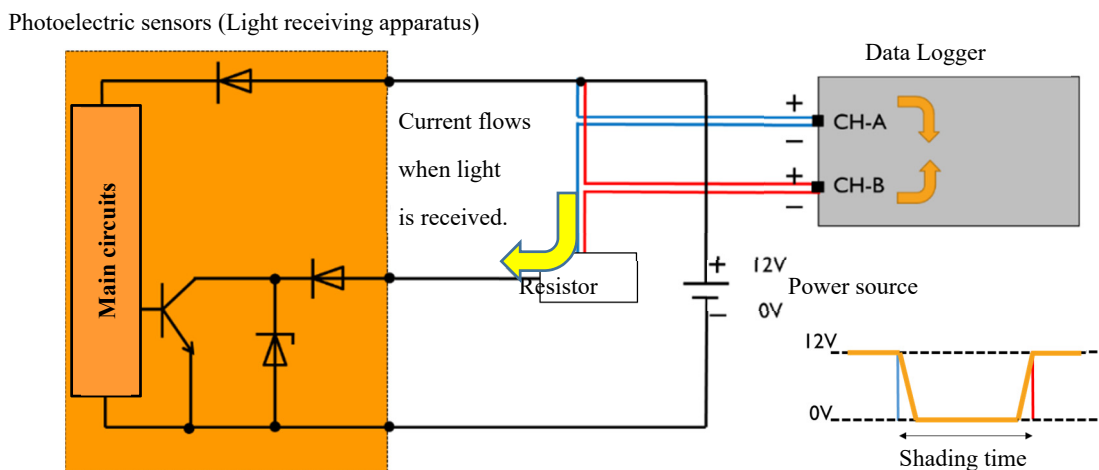 Photoelectric sensors (Light receiving apparatus)
Data Logger
Current flows
when light
is received.
+
CH-A
−
+
CH-B
−
Main circuits
Resistor
+
12V
−
0V
Power source
12V
0V
Shading time